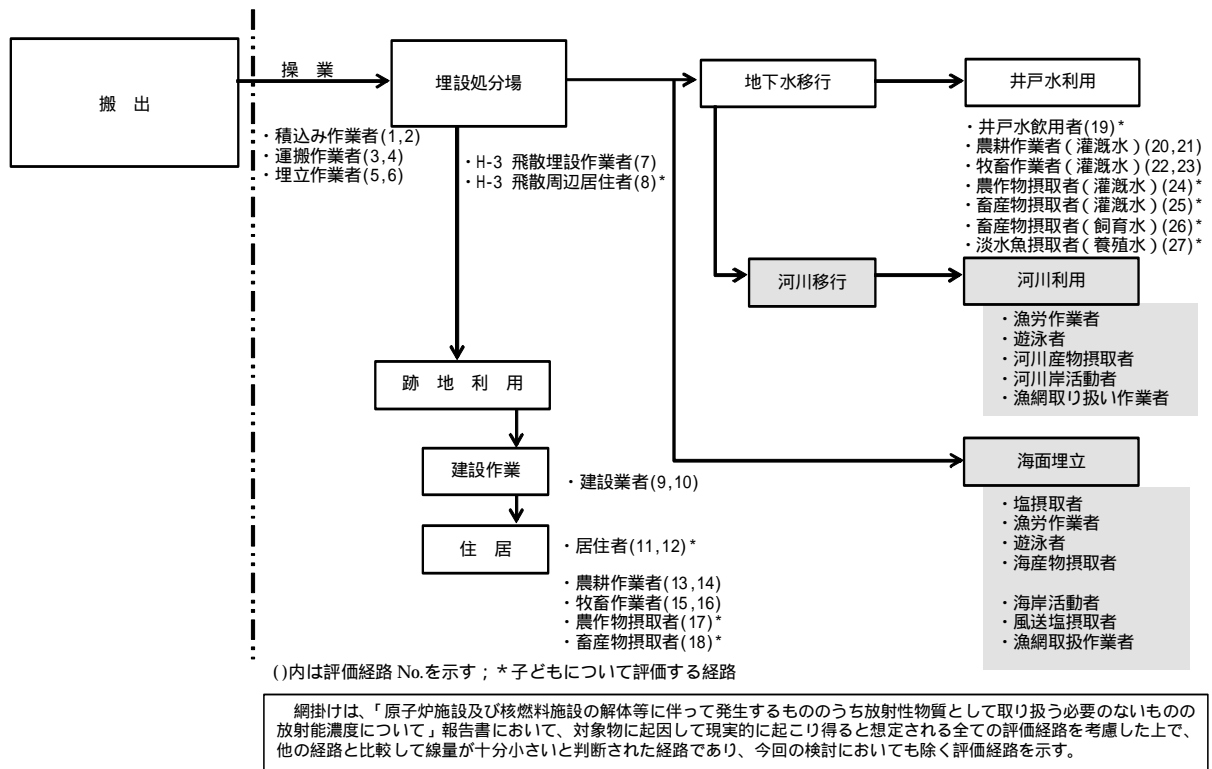 搬 出
操 業
埋設処分場
地下水移行
井戸水利用
・積込み作業者(1,2)
・運搬作業者(3,4)
・埋立作業者(5,6)
・H-3 飛散埋設作業者(7)
・H-3 飛散周辺居住者(8)*
・井戸水飲用者(19)*
・農耕作業者(灌漑水)(20,21)
・牧畜作業者(灌漑水)(22,23)
・農作物摂取者(灌漑水)(24)*
・畜産物摂取者(灌漑水)(25)*
・畜産物摂取者(飼育水)(26)*
・淡水魚摂取者(養殖水)(27)*
河川移行
河川利用
・漁労作業者
・遊泳者
・河川産物摂取者
・河川岸活動者
・漁網取り扱い作業者
跡 地 利 用
建設作業
・建設業者(9,10)
住 居
・居住者(11,12)*
・農耕作業者(13,14)
・牧畜作業者(15,16)
・農作物摂取者(17)*
・畜産物摂取者(18)*
海面埋立
・塩摂取者
・漁労作業者
・遊泳者
・海産物摂取者
・海岸活動者
・風送塩摂取者
・漁網取扱作業者
()内は評価経路 No.を示す；*子どもについて評価する経路
網掛けは、「原子炉施設及び核燃料施設の解体等に伴って発生するもののうち放射性物質として取り扱う必要のないものの
放射能濃度について」報告書において、対象物に起因して現実的に起こり得ると想定される全ての評価経路を考慮した上で、
他の経路と比較して線量が十分小さいと判断された経路であり、今回の検討においても除く評価経路を示す。